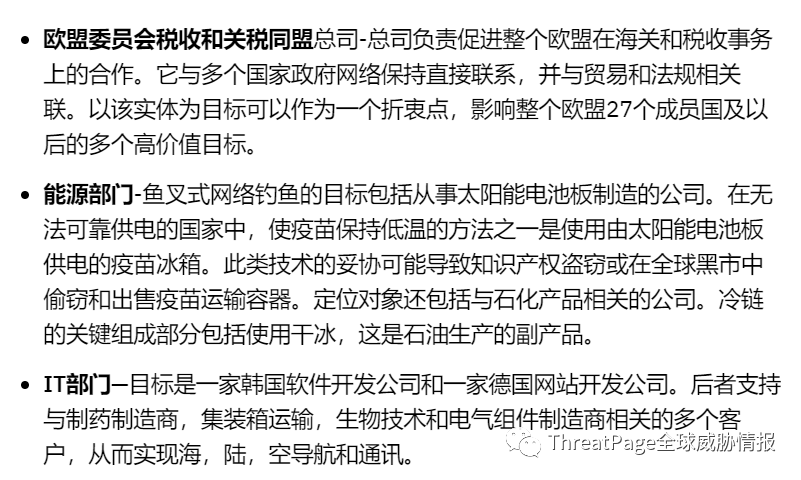 • 欧盟委员会税收和关税同盟总司-总司负责促进整个欧盟在海关和税收事务
上的合作。它与多个国家政府网络保持直接联系，并与贸易和法规相关
联。以该实体为目标可以作为一个折衷点，影响整个欧盟27个成员国及以
后的多个高价值目标。
• 能源部门-鱼叉式网络钓鱼的目标包括从事太阳能电池板制造的公司。在无
法可靠供电的国家中，使疫苗保持低温的方法之一是使用由太阳能电池板
供电的疫苗冰箱。此类技术的妥协可能导致知识产权盗窃或在全球黑市中
偷窃和出售疫苗运输容器。定位对象还包括与石化产品相关的公司。冷链
的关键组成部分包括使用干冰，这是石油生产的副产品。
• IT部门—目标是一家韩国软件开发公司和一家德国网站开发公司。后者支持
与制药制造商，集装箱运输，生物技术和电气组件制造商相关的多个客
户，从而实现海，陆，空导航和通讯。
ThreatPage全球威胁情报